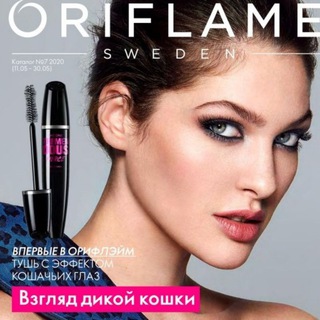 ORIFLAME
SWEDEN
Каталог №7 2020
(11.05 - 30.05)
ВПЕРВЫЕ В ОРИФЛЭЙМ
ТУШЬ С ЭФФЕКТОМ
КОШАЧЬИХ ГЛАЗ
Взгляд дикой кошки